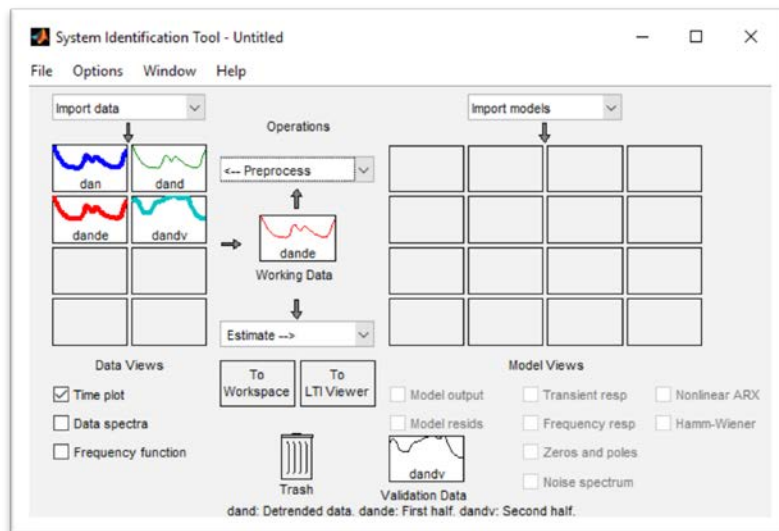 System Identification Tool - Untitled
File Options Window Help
Import data
Operations
Import models
dan
dand
<-- Preprocess
dande
dandv
dande
Working Data
Estimate -->
Data Views
To Workspace
To LTI Viewer
Model Views
Time plot
Data spectra
Frequency function
Model output
Transient resp
Nonlinear ARX
Model resids
Frequency resp
Hamm-Wiener
Zeros and poles
Noise spectrum
dandv
Trash
Validation Data
dand: Detrended data. dande: First half. dandv: Second half.